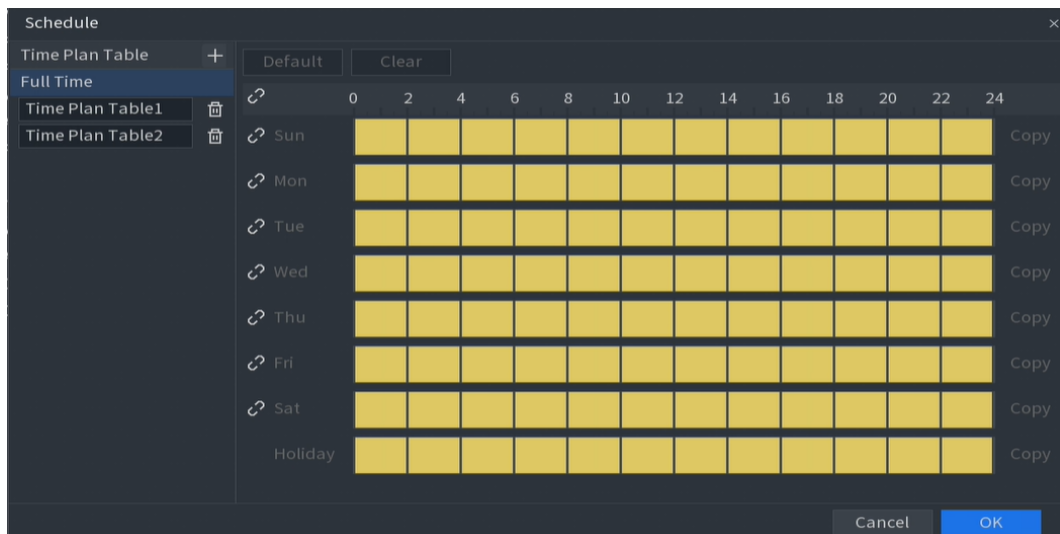 Schedule ×
Time Plan Table +
Default Clear
Full Time
Time Plan Table1
Time Plan Table2
0 2 4 6 8 10 12 14 16 18 20 22 24
Sun Copy
Mon Copy
Tue Copy
Wed Copy
Thu Copy
Fri Copy
Sat Copy
Holiday Copy
Cancel OK